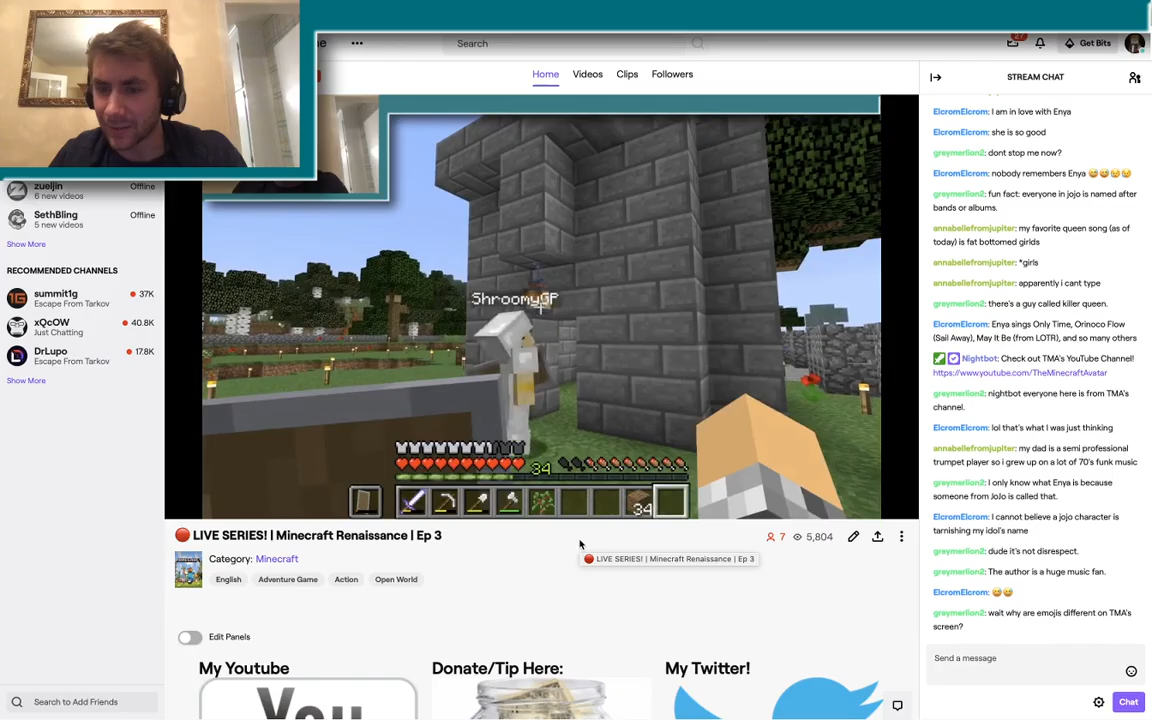 ne
•••
Search
27
Get Bits
Home
Videos
Clips
Followers
zueljin
Offline
6 new videos
SethBling
Offline
5 new videos
Show More
RECOMMENDED CHANNELS
summit1g
37K
Escape From Tarkov
xQcOW
40.8K
Just Chatting
DrLupo
17.8K
Escape From Tarkov
Show More
Search to Add Friends
ShroomyGP
34
34
LIVE SERIES! | Minecraft Renaissance | Ep 3
7
5,804
LIVE SERIES! | Minecraft Renaissance | Ep 3
Category: Minecraft
English
Adventure Game
Action
Open World
Edit Panels
My Youtube
You
Donate/Tip Here:
My Twitter!
STREAM CHAT
ElcromElcrom: I am in love with Enya
ElcromElcrom: she is so good
greymerlion2: dont stop me now?
ElcromElcrom: nobody remembers Enya 😅😅😥😥
greymerlion2: fun fact: everyone in jojo is named after
bands or albums.
annabellefromjupiter: my favorite queen song (as of
today) is fat bottomed girlds
annabellefromjupiter: *girls
annabellefromjupiter: apparently i cant type
greymerlion2: there's a guy called killer queen.
ElcromElcrom: Enya sings Only Time, Orinoco Flow
(Sail Away), May It Be (from LOTR), and so many others
Nightbot: Check out TMA's YouTube Channel!
https://www.youtube.com/TheMinecraftAvatar
greymerlion2: nightbot everyone here is from TMA's
channel.
ElcromElcrom: lol that's what I was just thinking
annabellefromjupiter: my dad is a semi professional
trumpet player so i grew up on a lot of 70's funk music
greymerlion2: I only know what Enya is because
someone from JoJo is called that.
ElcromElcrom: I cannot believe a jojo character is
tarnishing my idol's name
greymerlion2: dude it's not disrespect.
greymerlion2: The author is a huge music fan.
ElcromElcrom: 😅😅
greymerlion2: wait why are emojis different on TMA's
screen?
Send a message
Chat